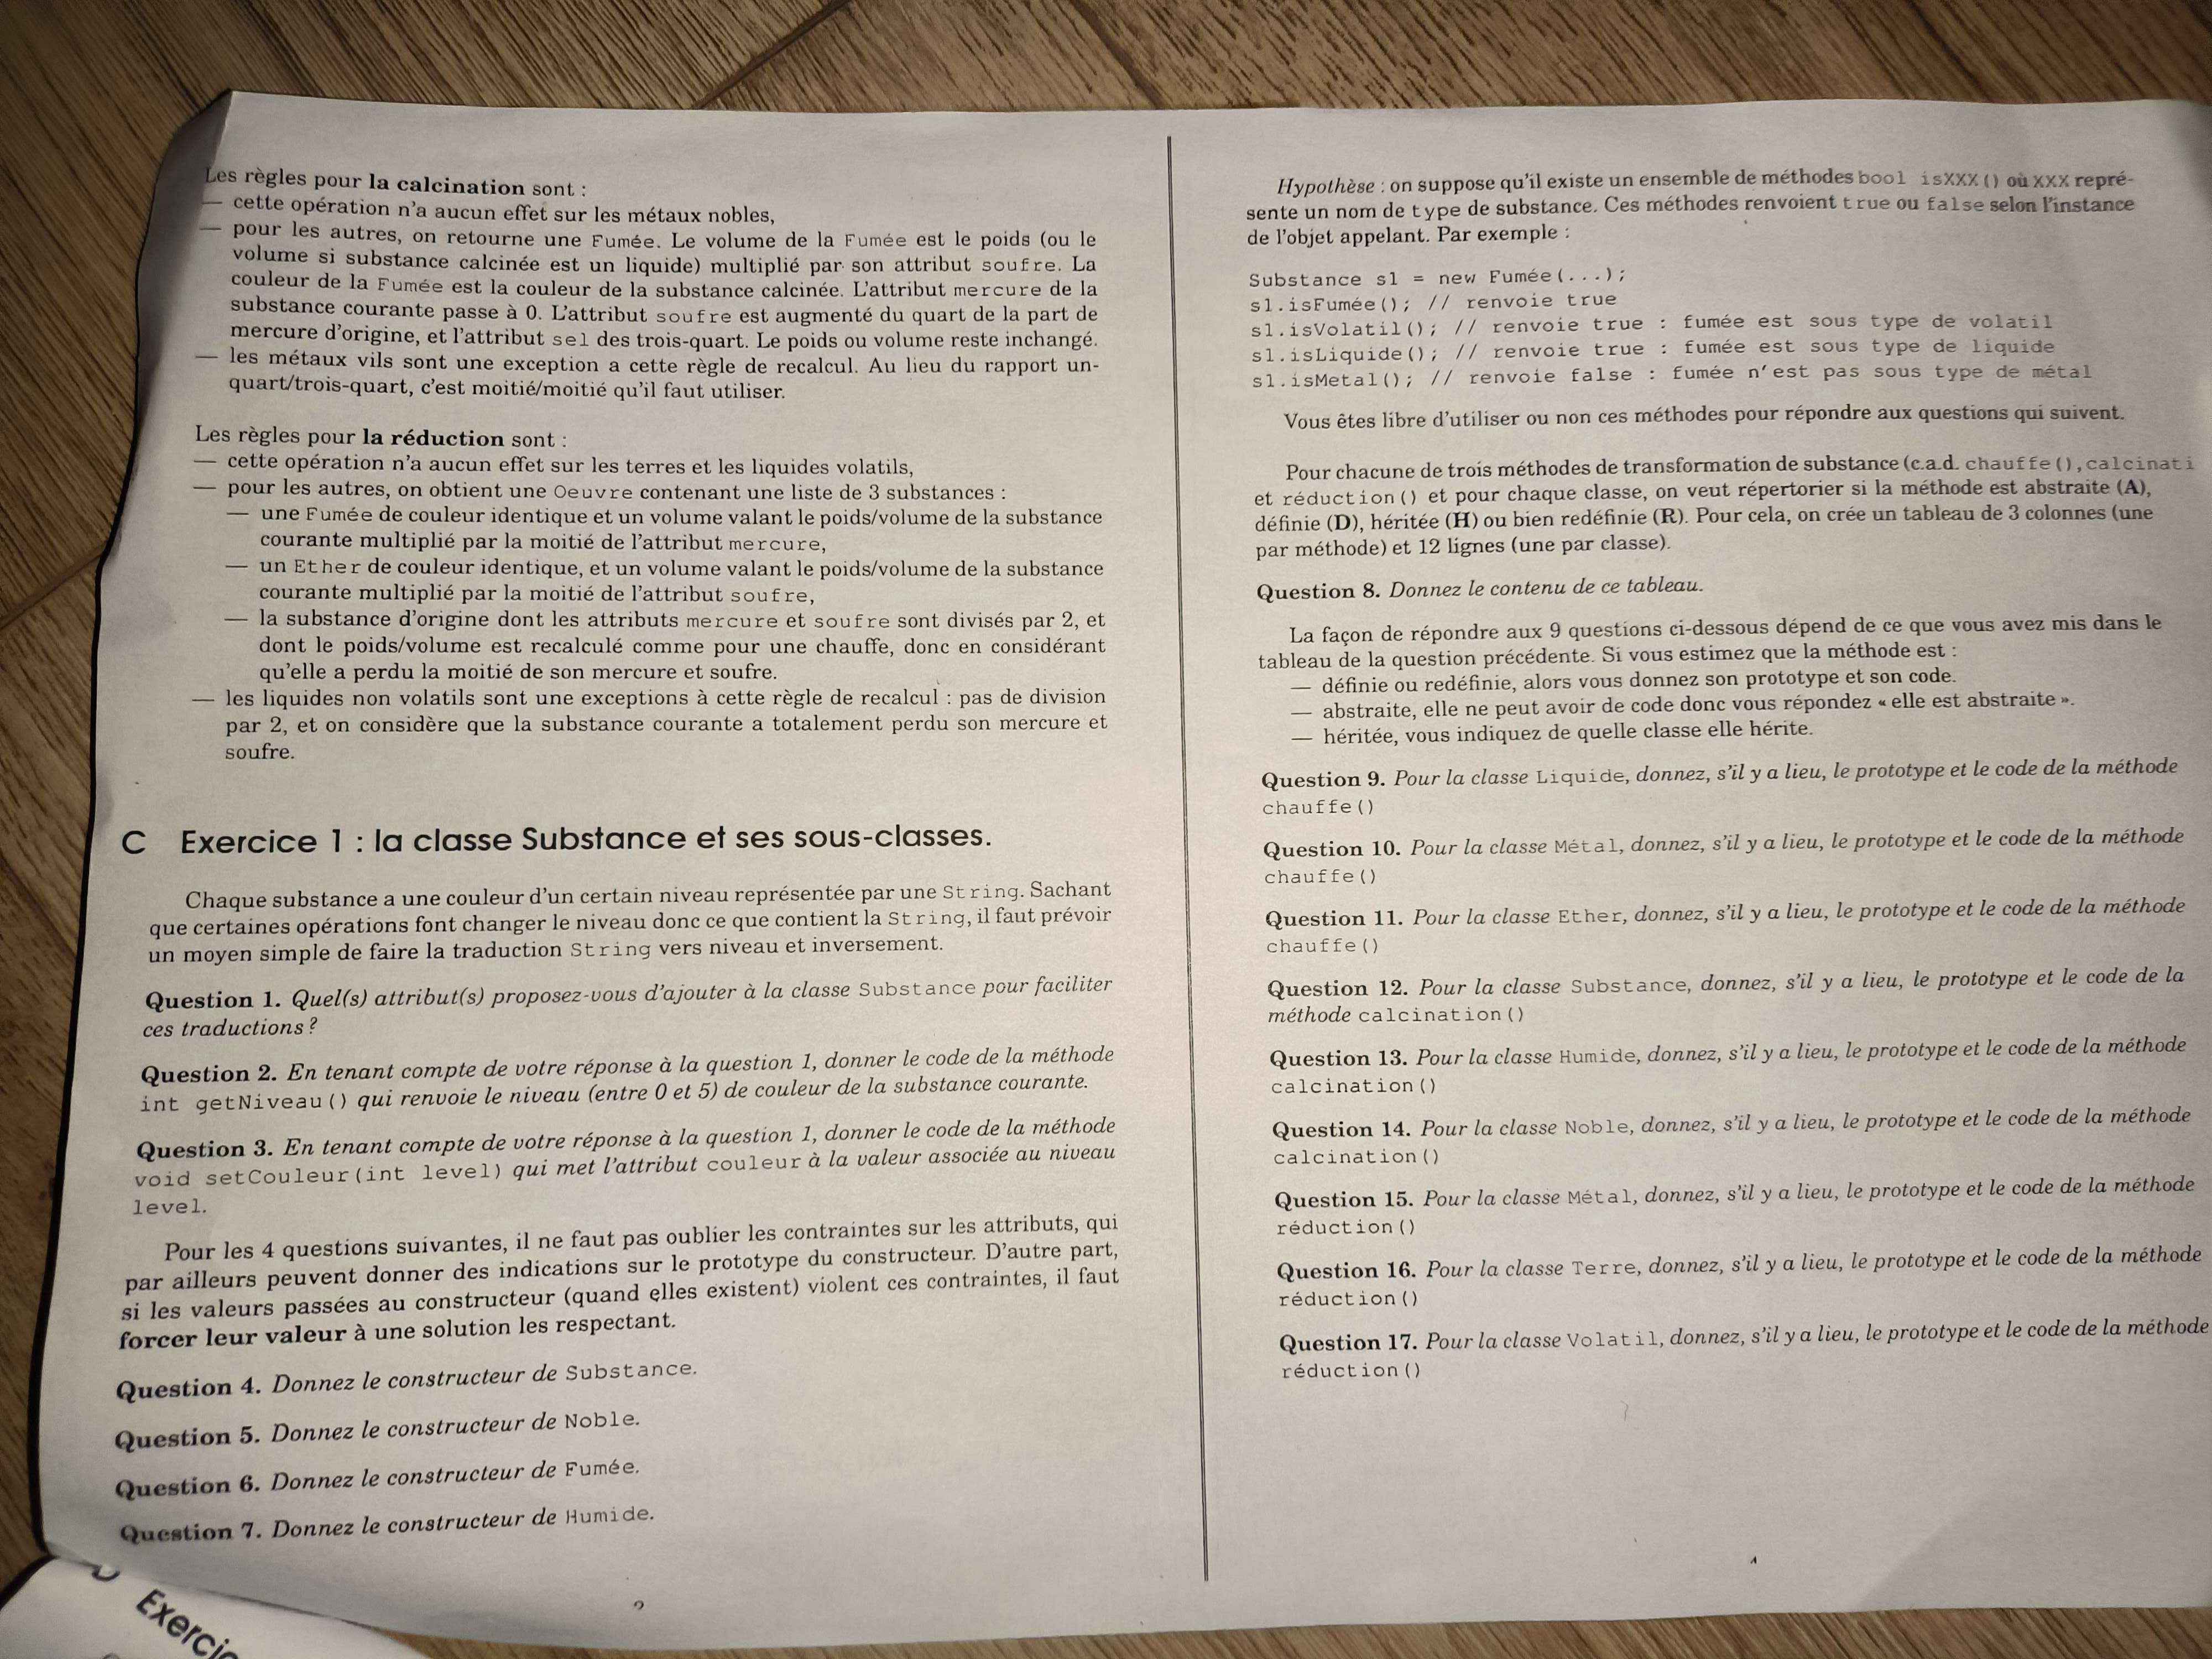 Les règles pour la calcination sont :
— cette opération n'a aucun effet sur les métaux nobles,
— pour les autres, on retourne une Fumée. Le volume de la Fumée est le poids (ou le
volume si substance calcinée est un liquide) multiplié par son attribut soufre. La
couleur de la Fumée est la couleur de la substance calcinée. L'attribut mercure de la
substance courante passe à 0. L'attribut soufre est augmenté du quart de la part de
mercure d'origine, et l'attribut sel des trois-quart. Le poids ou volume reste inchangé.
— les métaux vils sont une exception a cette règle de recalcul. Au lieu du rapport un-
quart/trois-quart, c'est moitié/moitié qu'il faut utiliser.
Les règles pour la réduction sont :
— cette opération n'a aucun effet sur les terres et les liquides volatils,
— pour les autres, on obtient une Oeuvre contenant une liste de 3 substances :
— une Fumée de couleur identique et un volume valant le poids/volume de la substance
courante multiplié par la moitié de l'attribut mercure,
— un Ether de couleur identique, et un volume valant le poids/volume de la substance
courante multiplié par la moitié de l'attribut soufre,
— la substance d'origine dont les attributs mercure et soufre sont divisés par 2, et
dont le poids/volume est recalculé comme pour une chauffe, donc en considérant
qu'elle a perdu la moitié de son mercure et soufre.
— les liquides non volatils sont une exceptions à cette règle de recalcul : pas de division
par 2, et on considère que la substance courante a totalement perdu son mercure et
soufre.
C Exercice 1 : la classe Substance et ses sous-classes.
Chaque substance a une couleur d'un certain niveau représentée par une String. Sachant
que certaines opérations font changer le niveau donc ce que contient la String, il faut prévoir
un moyen simple de faire la traduction String vers niveau et inversement.
Question 1. Quel(s) attribut(s) proposez-vous d'ajouter à la classe Substance pour faciliter
ces traductions ?
Question 2. En tenant compte de votre réponse à la question 1, donner le code de la méthode
int getNiveau() qui renvoie le niveau (entre 0 et 5) de couleur de la substance courante.
Question 3. En tenant compte de votre réponse à la question 1, donner le code de la méthode
void setCouleur(int level) qui met l'attribut couleur à la valeur associée au niveau
level.
Pour les 4 questions suivantes, il ne faut pas oublier les contraintes sur les attributs, qui
par ailleurs peuvent donner des indications sur le prototype du constructeur. D'autre part,
si les valeurs passées au constructeur (quand elles existent) violent ces contraintes, il faut
forcer leur valeur à une solution les respectant.
Question 4. Donnez le constructeur de Substance.
Question 5. Donnez le constructeur de Noble.
Question 6. Donnez le constructeur de Fumée.
Question 7. Donnez le constructeur de Humide.
Exercic
Hypothèse : on suppose qu'il existe un ensemble de méthodes bool isXXX() où XXX repré-
sente un nom de type de substance. Ces méthodes renvoient true ou false selon l'instance
de l'objet appelant. Par exemple :
Substance s1 = new Fumée(...);
s1.isFumée(); // renvoie true
s1.isVolatil(); // renvoie true : fumée est sous type de volatil
s1.isLiquide(); // renvoie true : fumée est sous type de liquide
s1.isMetal(); // renvoie false : fumée n'est pas sous type de métal
Vous êtes libre d'utiliser ou non ces méthodes pour répondre aux questions qui suivent.
Pour chacune de trois méthodes de transformation de substance (c.a.d. chauffe(),calcinati
et réduction() et pour chaque classe, on veut répertorier si la méthode est abstraite (A),
définie (D), héritée (H) ou bien redéfinie (R). Pour cela, on crée un tableau de 3 colonnes (une
par méthode) et 12 lignes (une par classe).
Question 8. Donnez le contenu de ce tableau.
La façon de répondre aux 9 questions ci-dessous dépend de ce que vous avez mis dans le
tableau de la question précédente. Si vous estimez que la méthode est :
— définie ou redéfinie, alors vous donnez son prototype et son code.
— abstraite, elle ne peut avoir de code donc vous répondez « elle est abstraite ».
— héritée, vous indiquez de quelle classe elle hérite.
Question 9. Pour la classe Liquide, donnez, s'il y a lieu, le prototype et le code de la méthode
chauffe()
Question 10. Pour la classe Métal, donnez, s'il y a lieu, le prototype et le code de la méthode
chauffe()
Question 11. Pour la classe Ether, donnez, s'il y a lieu, le prototype et le code de la méthode
chauffe()
Question 12. Pour la classe Substance, donnez, s'il y a lieu, le prototype et le code de la
méthode calcination()
Question 13. Pour la classe Humide, donnez, s'il y a lieu, le prototype et le code de la méthode
calcination()
Question 14. Pour la classe Noble, donnez, s'il y a lieu, le prototype et le code de la méthode
calcination()
Question 15. Pour la classe Métal, donnez, s'il y a lieu, le prototype et le code de la méthode
réduction()
Question 16. Pour la classe Terre, donnez, s'il y a lieu, le prototype et le code de la méthode
réduction()
Question 17. Pour la classe Volatil, donnez, s'il y a lieu, le prototype et le code de la méthode
réduction()